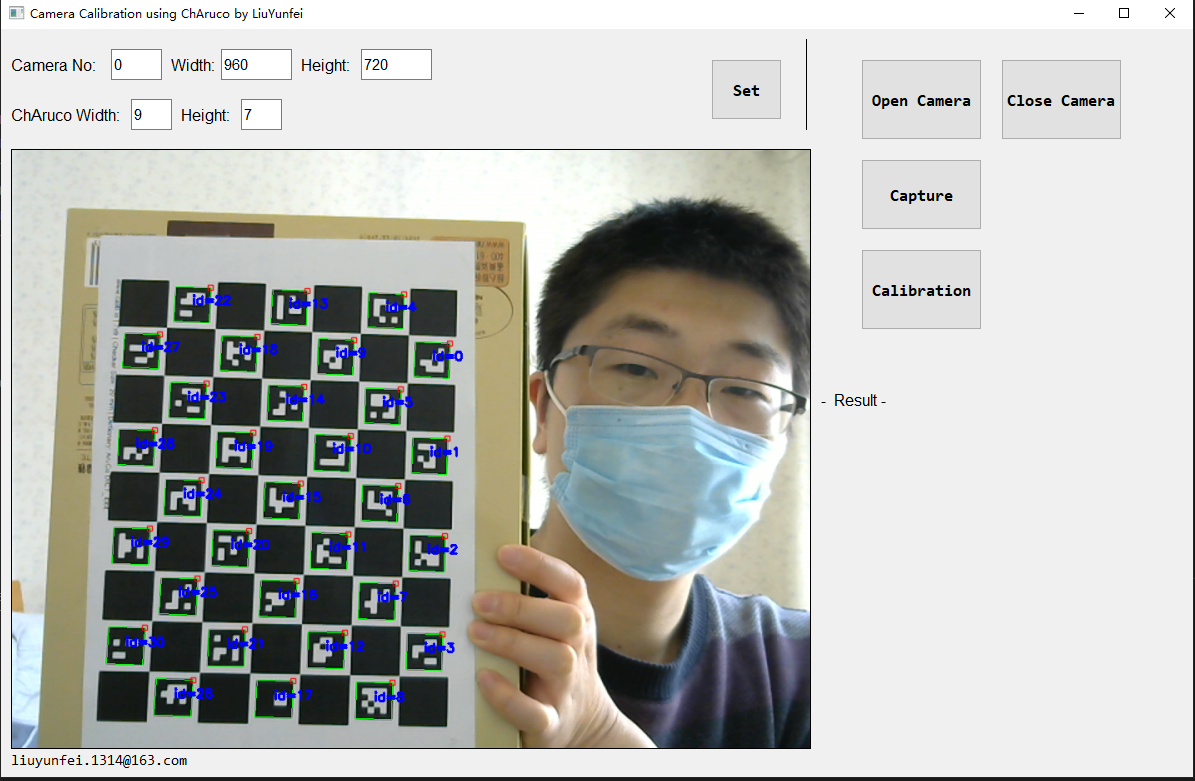 Camera Calibration using ChAruco by LiuYunfei
Camera No: 0 Width: 960 Height: 720
Set
Open Camera
Close Camera
ChAruco Width: 9 Height: 7
Capture
Calibration
- Result -
id=22 id=13 id=4
id=27 id=18 id=9 id=0
id=23 id=14 id=5
id=28 id=19 id=10 id=1
id=24 id=15 id=6
id=29 id=20 id=11 id=2
id=25 id=16 id=7
id=30 id=21 id=12 id=3
id=26 id=17 id=8
liuyunfei.1314@163.com